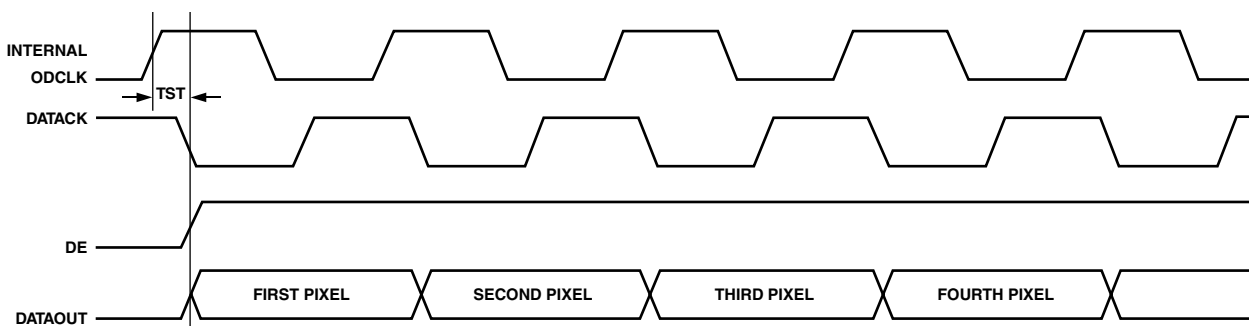 INTERNAL
ODCLK
TST
DATACK
DE
FIRST PIXEL SECOND PIXEL THIRD PIXEL FOURTH PIXEL
DATAOUT